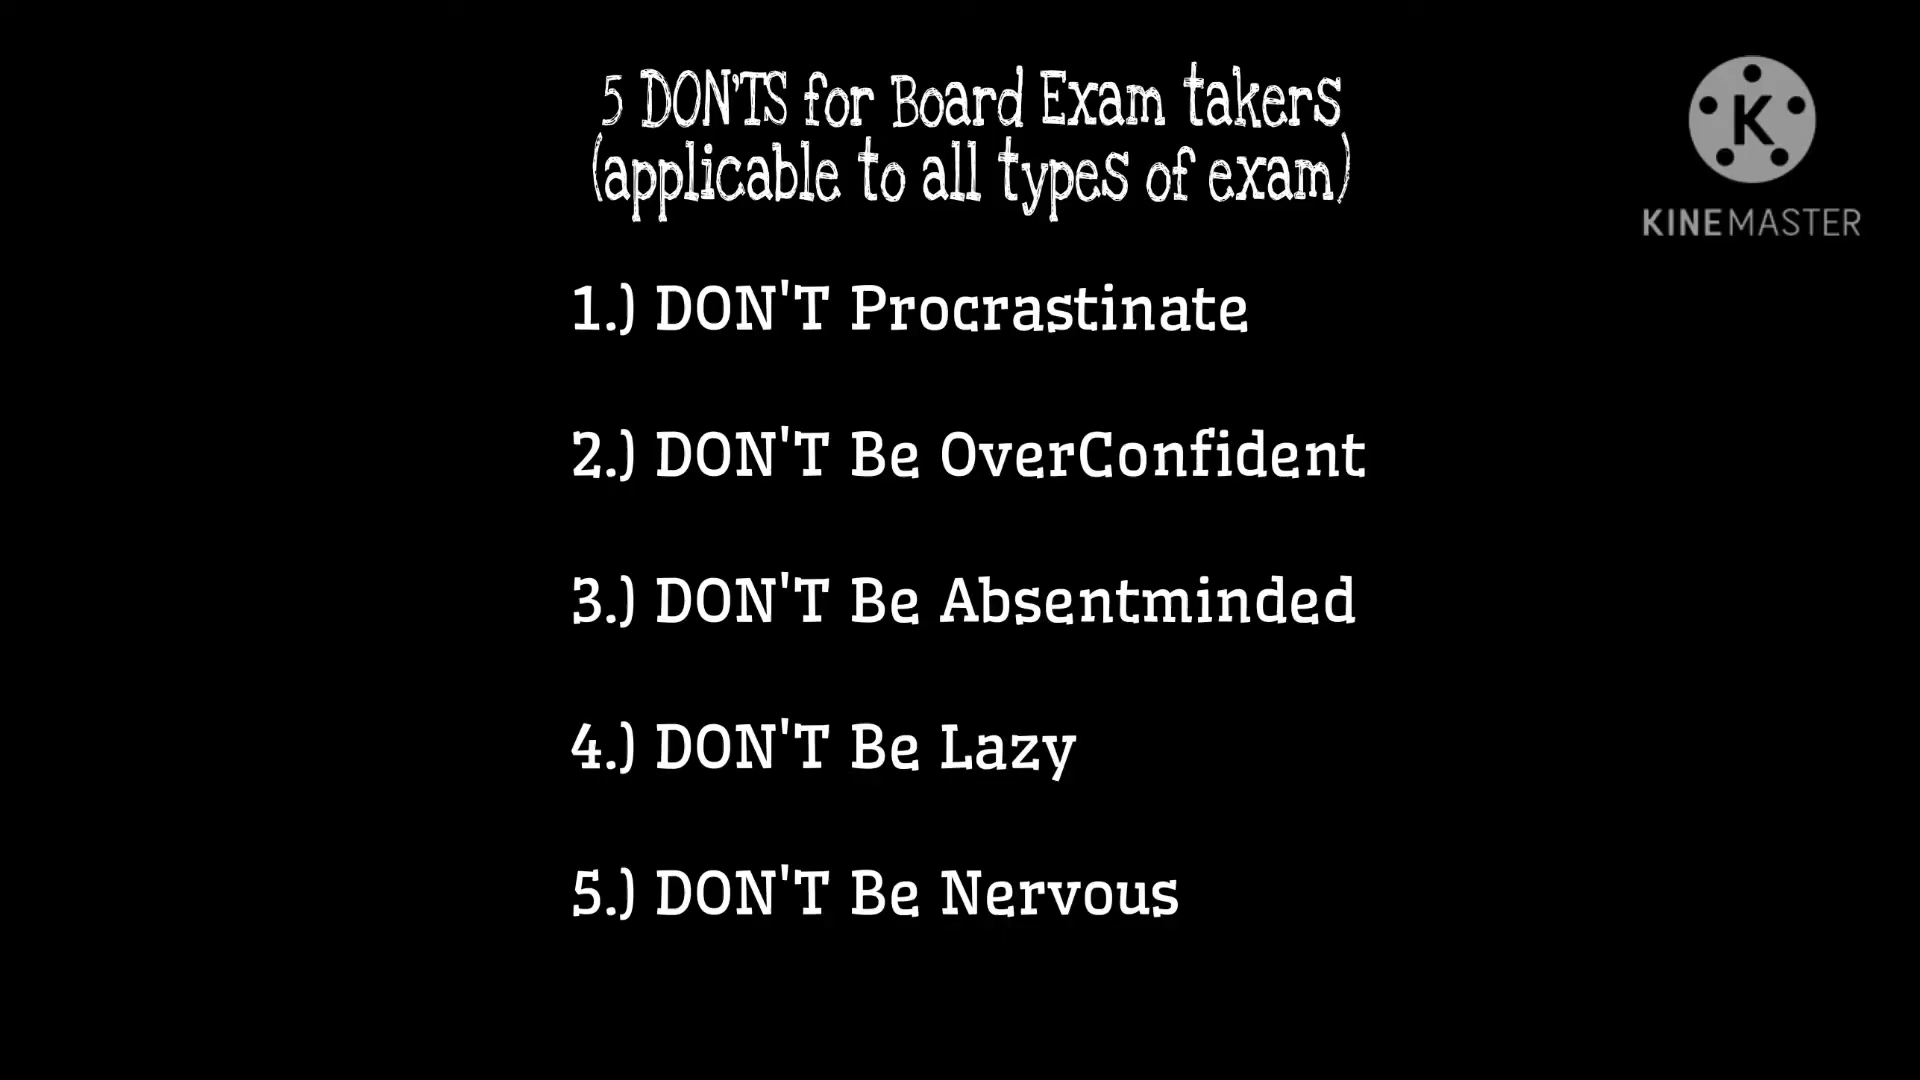 5 DON'TS for Board Exam takers
(applicable to all types of exam)
K
KINEMASTER
1.) DON'T Procrastinate
2.) DON'T Be OverConfident
3.) DON'T Be Absentminded
4.) DON'T Be Lazy
5.) DON'T Be Nervous